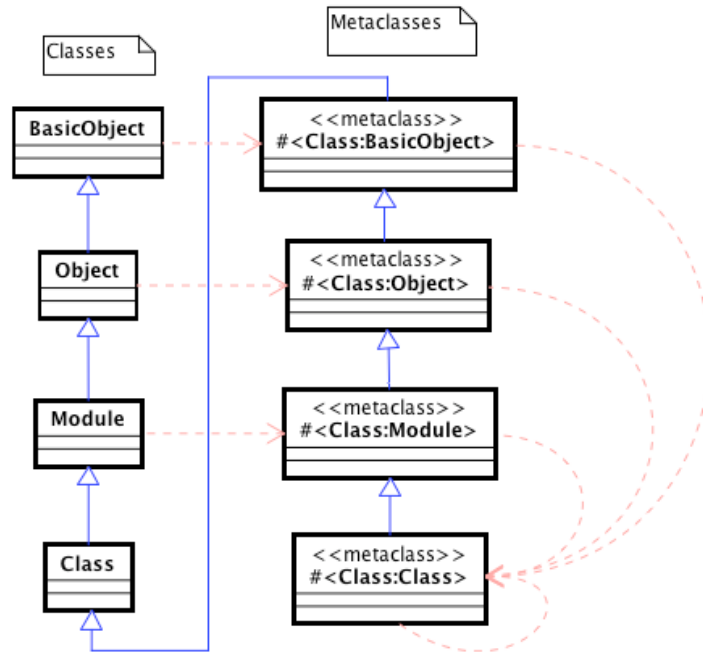 Classes
Metaclasses
BasicObject
<<metaclass>>
#<Class:BasicObject>
Object
<<metaclass>>
#<Class:Object>
Module
<<metaclass>>
#<Class:Module>
Class
<<metaclass>>
#<Class:Class>